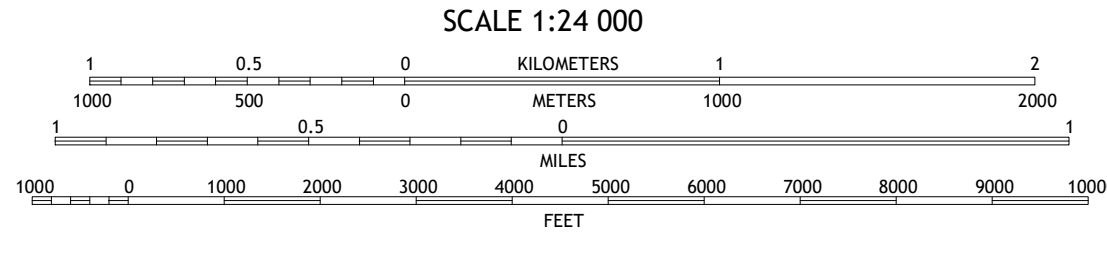 SCALE 1:24 000
1 0.5 0 KILOMETERS 1 2
1000 500 0 METERS 1000 2000
1 0.5 0 1
MILES
1000 0 1000 2000 3000 4000 5000 6000 7000 8000 9000 1000
FEET